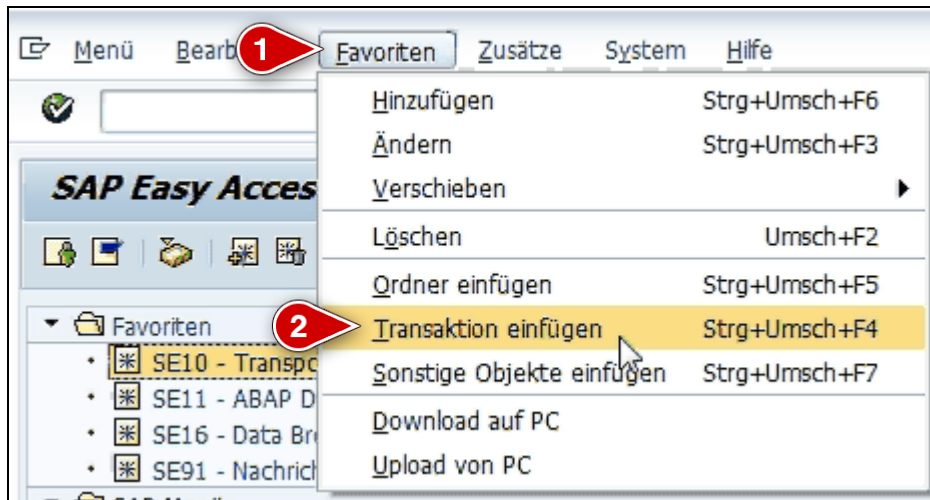 Menü Bearb 1 Favoriten Zusätze System Hilfe
Hinzufügen Strg+Umsch+F6
Ändern Strg+Umsch+F3
Verschieben
SAP Easy Acces
Löschen Umsch+F2
Ordner einfügen Strg+Umsch+F5
Favoriten 2 Transaktion einfügen Strg+Umsch+F4
SE10 - Transpo
Sonstige Objekte einfügen Strg+Umsch+F7
SE11 - ABAP D
Download auf PC
SE16 - Data Br
Upload von PC
SE91 - Nachrich